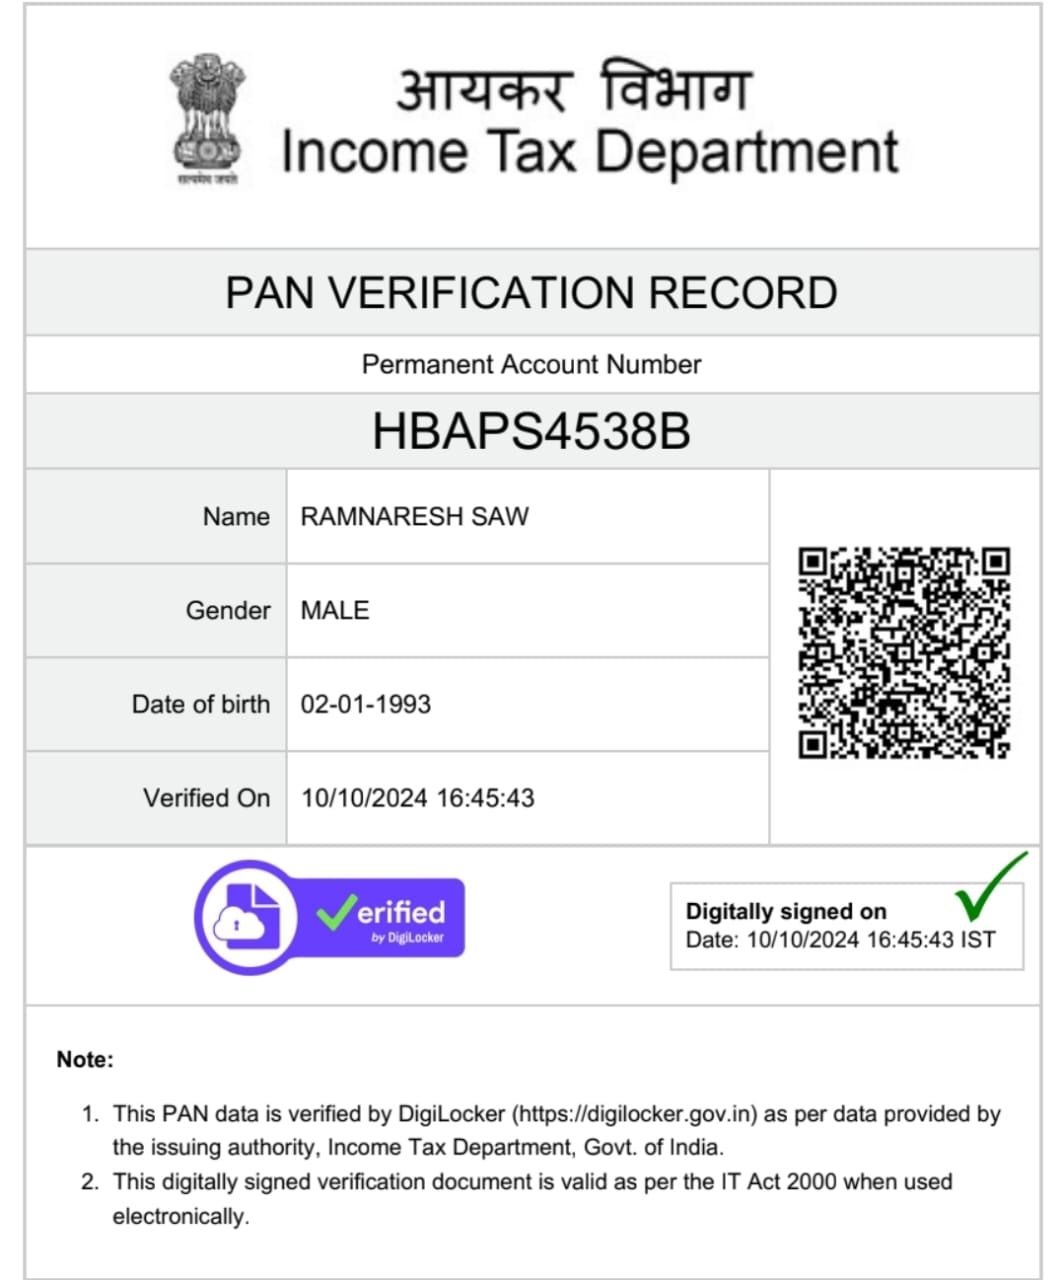 आयकर विभाग
Income Tax Department
सत्यमेव जयते
PAN VERIFICATION RECORD
Permanent Account Number
HBAPS4538B
Name RAMNARESH SAW
Gender MALE
Date of birth 02-01-1993
Verified On 10/10/2024 16:45:43
erified
by DigiLocker
Digitally signed on
Date: 10/10/2024 16:45:43 IST
Note:
1. This PAN data is verified by DigiLocker (https://digilocker.gov.in) as per data provided by
the issuing authority, Income Tax Department, Govt. of India.
2. This digitally signed verification document is valid as per the IT Act 2000 when used
electronically.